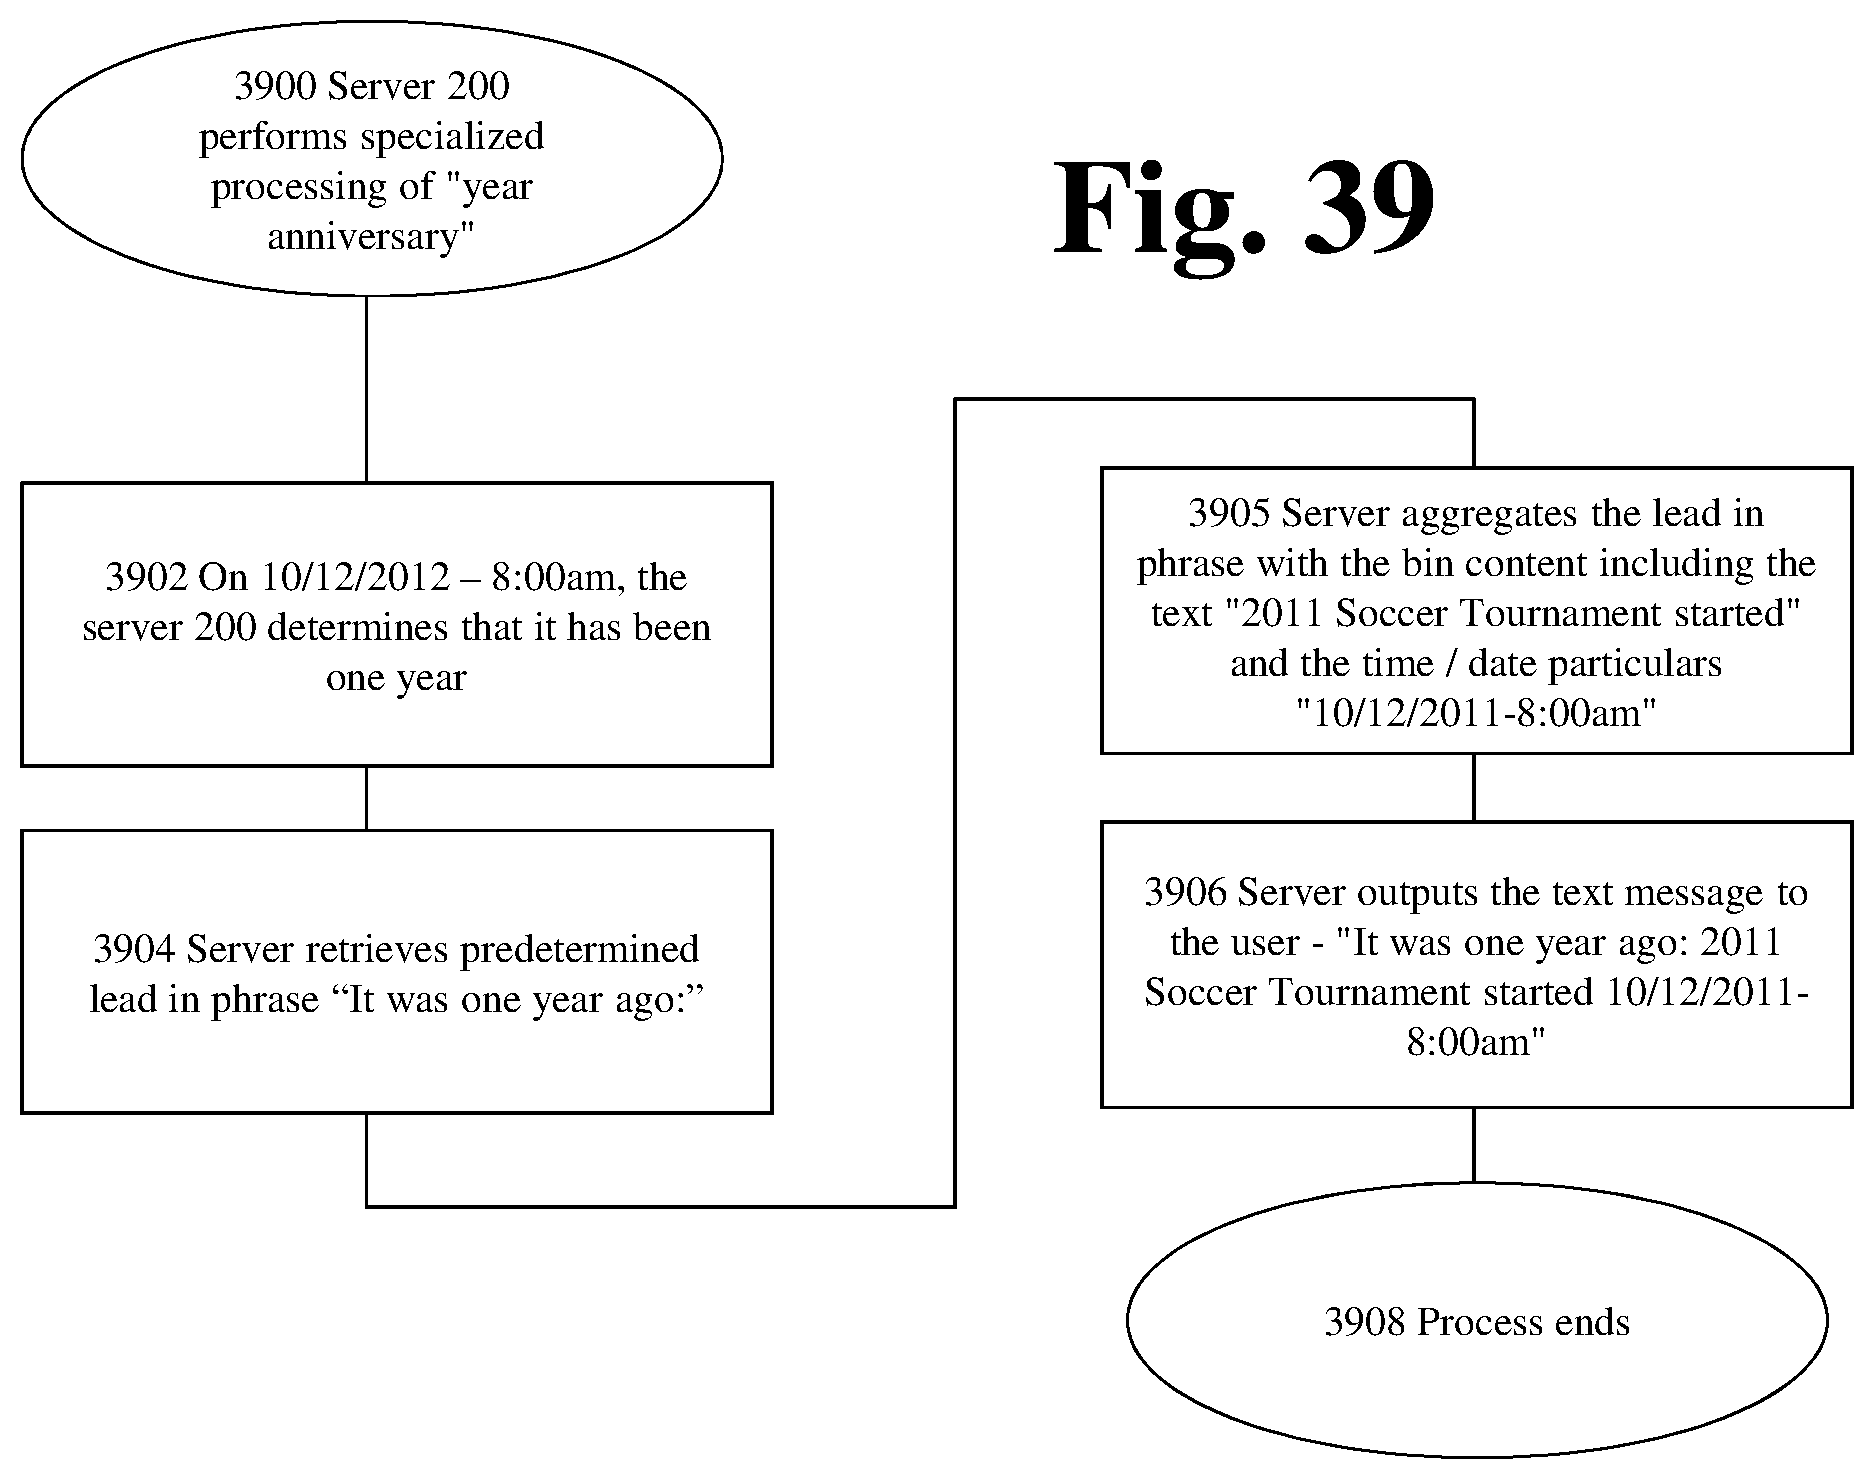 3900 Server 200
performs specialized
processing of "year
anniversary"
Fig. 39
3902 On 10/12/2012 – 8:00am, the
server 200 determines that it has been
one year
3904 Server retrieves predetermined
lead in phrase “It was one year ago:”
3905 Server aggregates the lead in
phrase with the bin content including the
text "2011 Soccer Tournament started"
and the time / date particulars
"10/12/2011-8:00am"
3906 Server outputs the text message to
the user - "It was one year ago: 2011
Soccer Tournament started 10/12/2011-
8:00am"
3908 Process ends